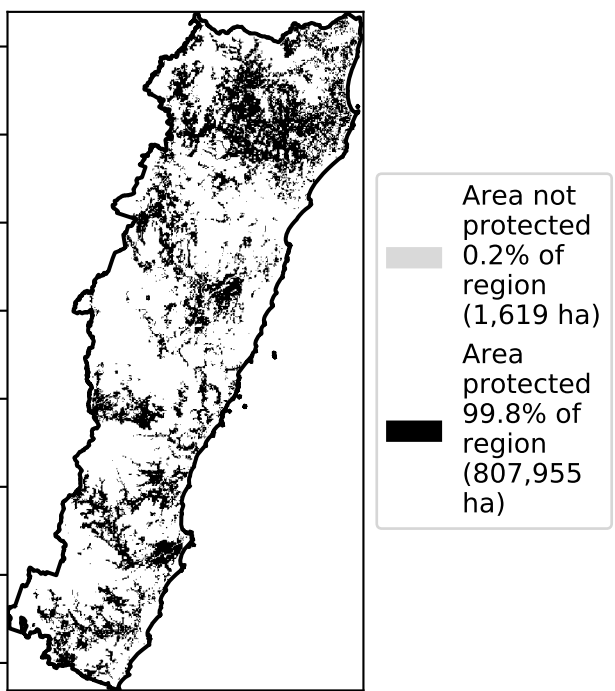 Area not
protected
0.2% of
region
(1,619 ha)
Area
protected
99.8% of
region
(807,955
ha)